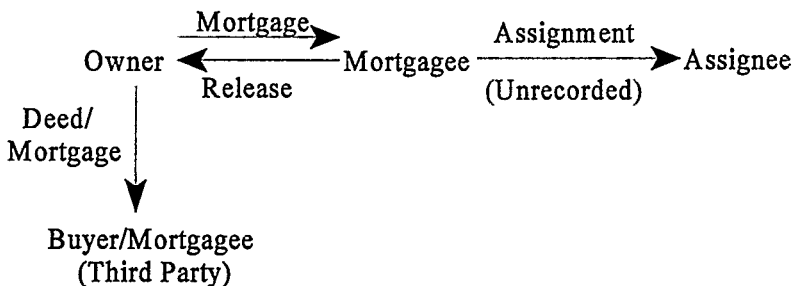 Mortgage
Assignment
Owner
Mortgagee
Assignee
Release
(Unrecorded)
Deed/
Mortgage
Buyer/Mortgagee
(Third Party)